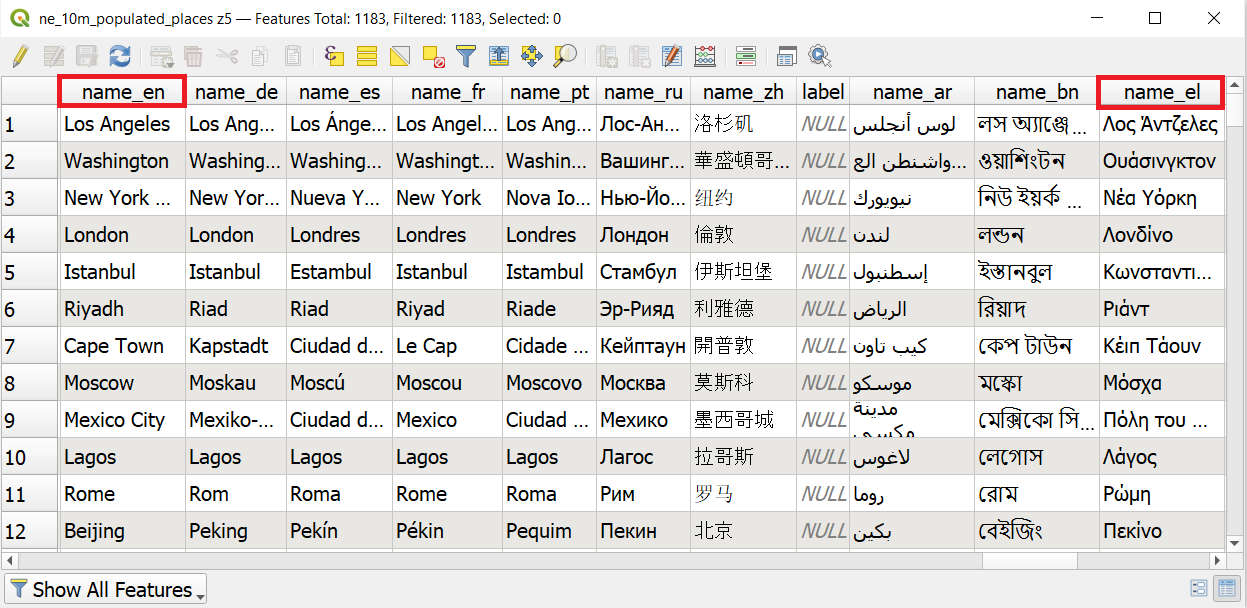 ne_10m_populated_places z5 — Features Total: 1183, Filtered: 1183, Selected: 0
name_en name_de name_es name_fr name_pt name_ru name_zh label name_ar name_bn name_el
1 Los Angeles Los Ang... Los Ánge... Los Angel... Los Ang... Лос-Ан... 洛杉矶 NULL لوس أنجلس লস অ্যাঞ্জে... Λος Άντζελες
2 Washington Washing... Washing... Washingt... Washin... Вашинг... 華盛頓哥... NULL واشنطن الع... ওয়াশিংটন Ουάσινγκτον
3 New York ... New Yor... Nueva Y... New York Nova Io... Нью-Йо... 纽约 NULL نيويورك নিউ ইয়র্ক ... Νέα Υόρκη
4 London London Londres Londres Londres Лондон 倫敦 NULL لندن লন্ডন Λονδίνο
5 Istanbul Istanbul Estambul Istanbul Istambul Стамбул 伊斯坦堡 NULL إسطنبول ইস্তানবুল Κωνσταντι...
6 Riyadh Riad Riad Riyad Riade Эр-Рияд 利雅德 NULL الرياض রিয়াদ Ριάντ
7 Cape Town Kapstadt Ciudad d... Le Cap Cidade ... Кейптаун 開普敦 NULL كيب تاون কেপ টাউন Κέιπ Τάουν
8 Moscow Moskau Moscú Moscou Moscovo Москва 莫斯科 NULL موسكو মস্কো Μόσχα
9 Mexico City Mexiko-... Ciudad d... Mexico Ciudad ... Мехико 墨西哥城 NULL مدينة মেক্সিকো সি... Πόλη του ...
10 Lagos Lagos Lagos Lagos Lagos Лагос 拉哥斯 NULL لاغوس লেগোস Λάγος
11 Rome Rom Roma Rome Roma Рим 罗马 NULL روما রোম Ρώμη
12 Beijing Peking Pekín Pékin Pequim Пекин 北京 NULL بكين বেইজিং Πεκίνο
Show All Features